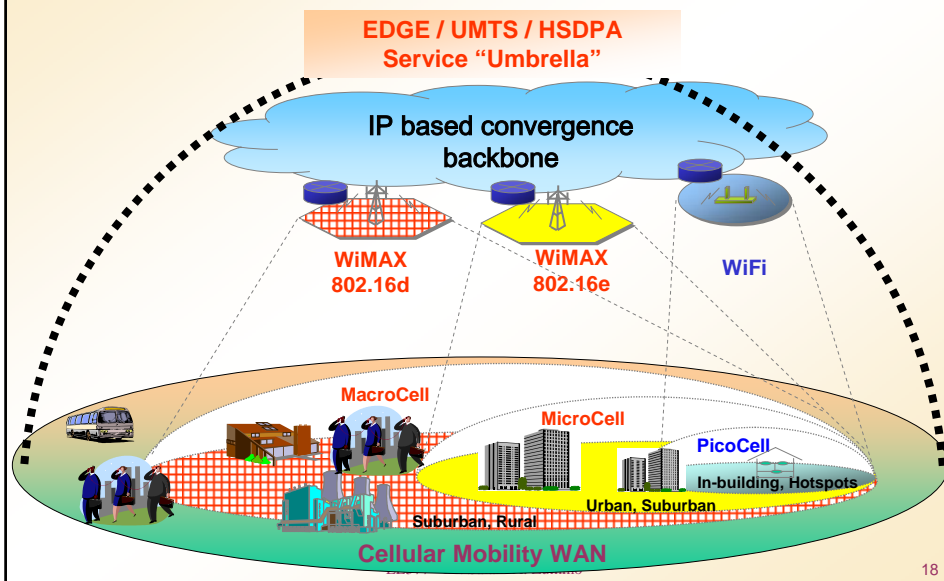 EDGE / UMTS / HSDPA
Service “Umbrella”
IP based convergence
backbone
WiMAX
802.16d
WiMAX
802.16e
WiFi
MacroCell
MicroCell
PicoCell
In-building, Hotspots
Urban, Suburban
Suburban, Rural
Cellular Mobility WAN
18